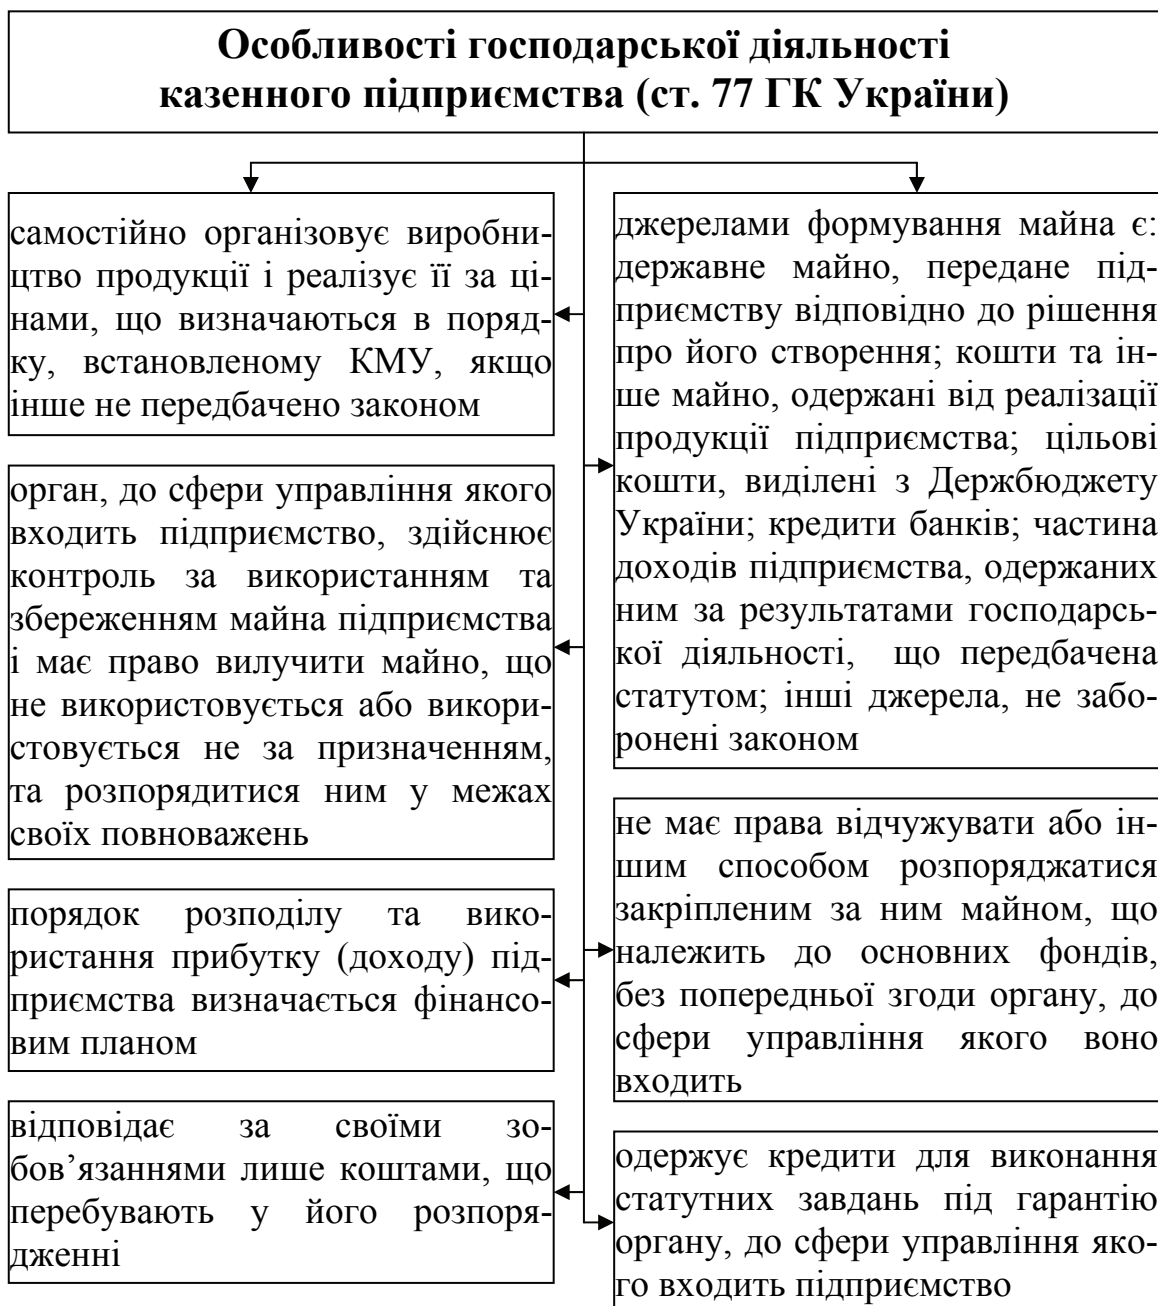 Особливості господарської діяльності
казенного підприємства (ст. 77 ГК України)
самостійно організовує виробни-
цтво продукції і реалізує її за ці-
нами, що визначаються в поряд-
ку, встановленому КМУ, якщо
інше не передбачено законом
орган, до сфери управління якого
входить підприємство, здійснює
контроль за використанням та
збереженням майна підприємства
і має право вилучити майно, що
не використовується або викори-
стовується не за призначенням,
та розпорядитися ним у межах
своїх повноважень
порядок розподілу та вико-
ристання прибутку (доходу) під-
приємства визначається фінансо-
вим планом
відповідає за своїми зо-
бов’язаннями лише коштами, що
перебувають у його розпоря-
дженні
джерелами формування майна є:
державне майно, передане під-
приємству відповідно до рішення
про його створення; кошти та ін-
ше майно, одержані від реалізації
продукції підприємства; цільові
кошти, виділені з Держбюджету
України; кредити банків; частина
доходів підприємства, одержаних
ним за результатами господарсь-
кої діяльності, що передбачена
статутом; інші джерела, не забо-
ронені законом
не має права відчужувати або ін-
шим способом розпоряджатися
закріпленим за ним майном, що
належить до основних фондів,
без попередньої згоди органу, до
сфери управління якого воно
входить
одержує кредити для виконання
статутних завдань під гарантію
органу, до сфери управління яко-
го входить підприємство